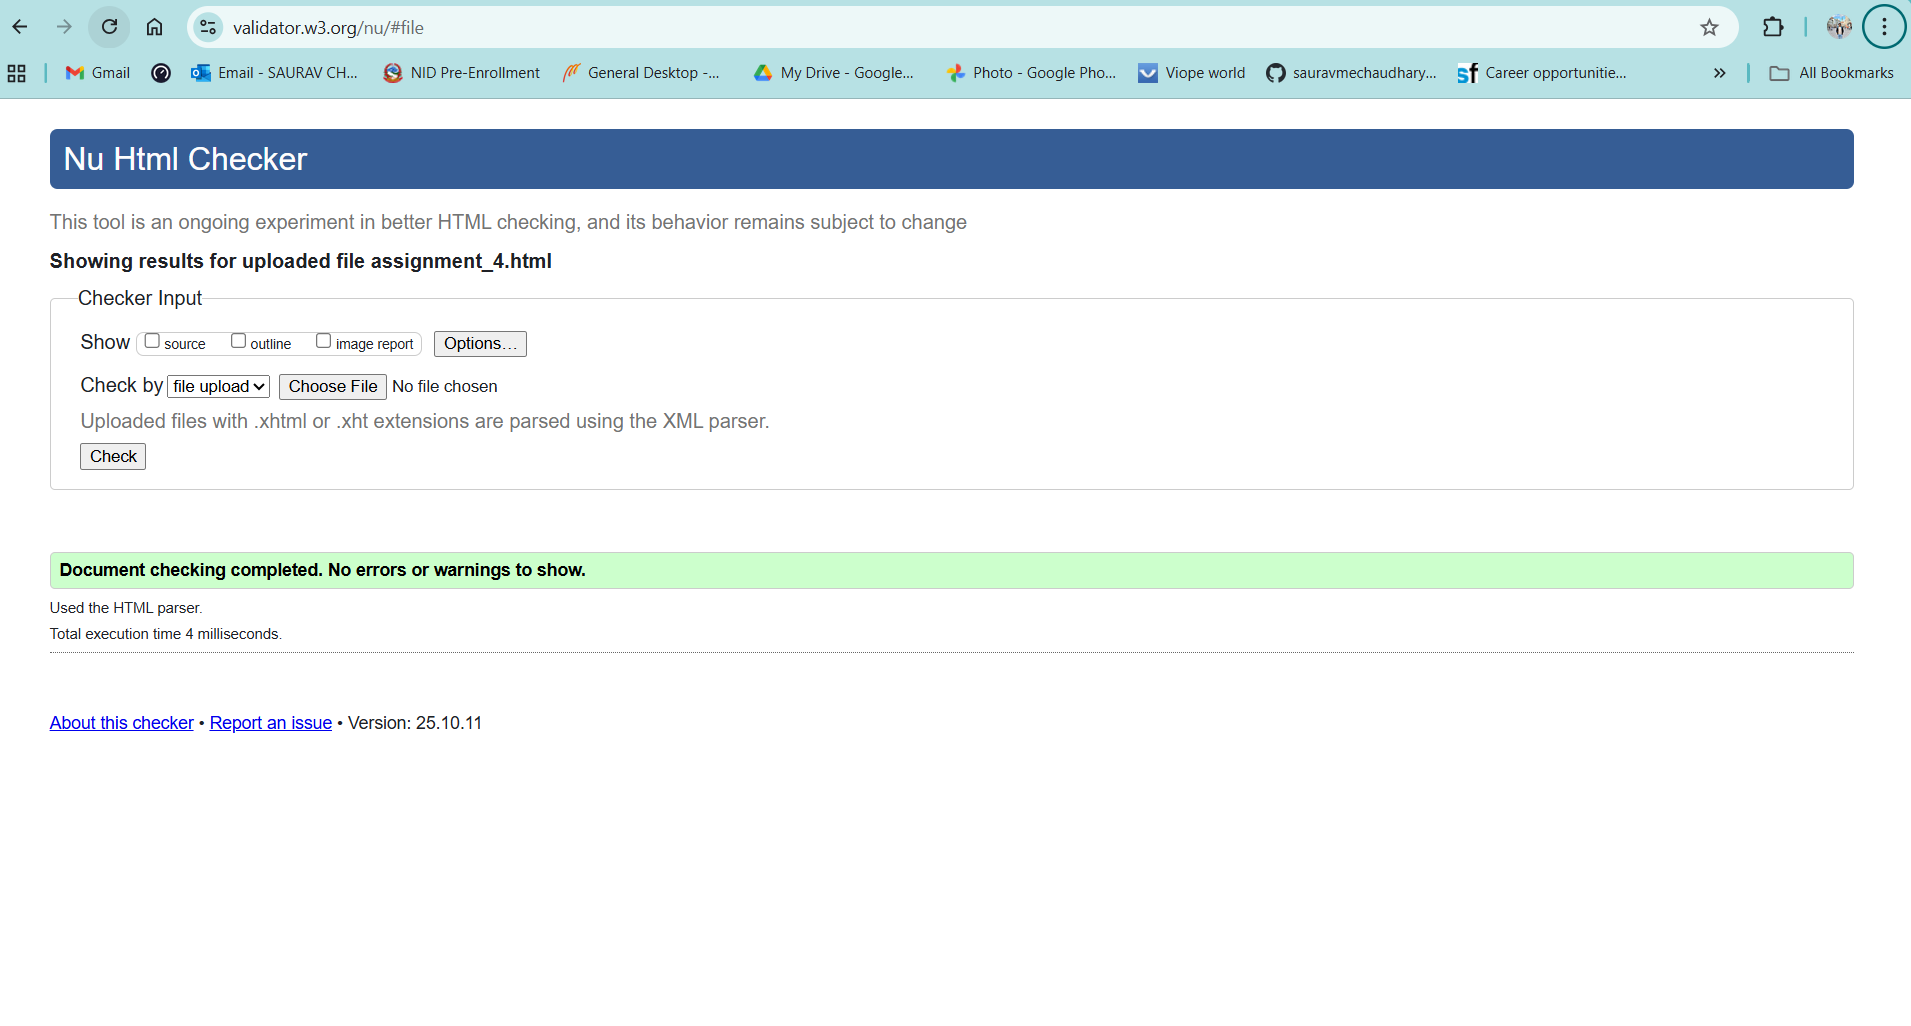 validator.w3.org/nu/#file
Gmail Email - SAURAV CH... NID Pre-Enrollment General Desktop -... My Drive - Google... Photo - Google Pho... Viope world sauravmechaudhary... sf Career opportunitie... » All Bookmarks
Nu Html Checker
This tool is an ongoing experiment in better HTML checking, and its behavior remains subject to change
Showing results for uploaded file assignment_4.html
Checker Input
Show source outline image report Options...
Check by file upload Choose File No file chosen
Uploaded files with .xhtml or .xht extensions are parsed using the XML parser.
Check
Document checking completed. No errors or warnings to show.
Used the HTML parser.
Total execution time 4 milliseconds.
About this checker • Report an issue • Version: 25.10.11